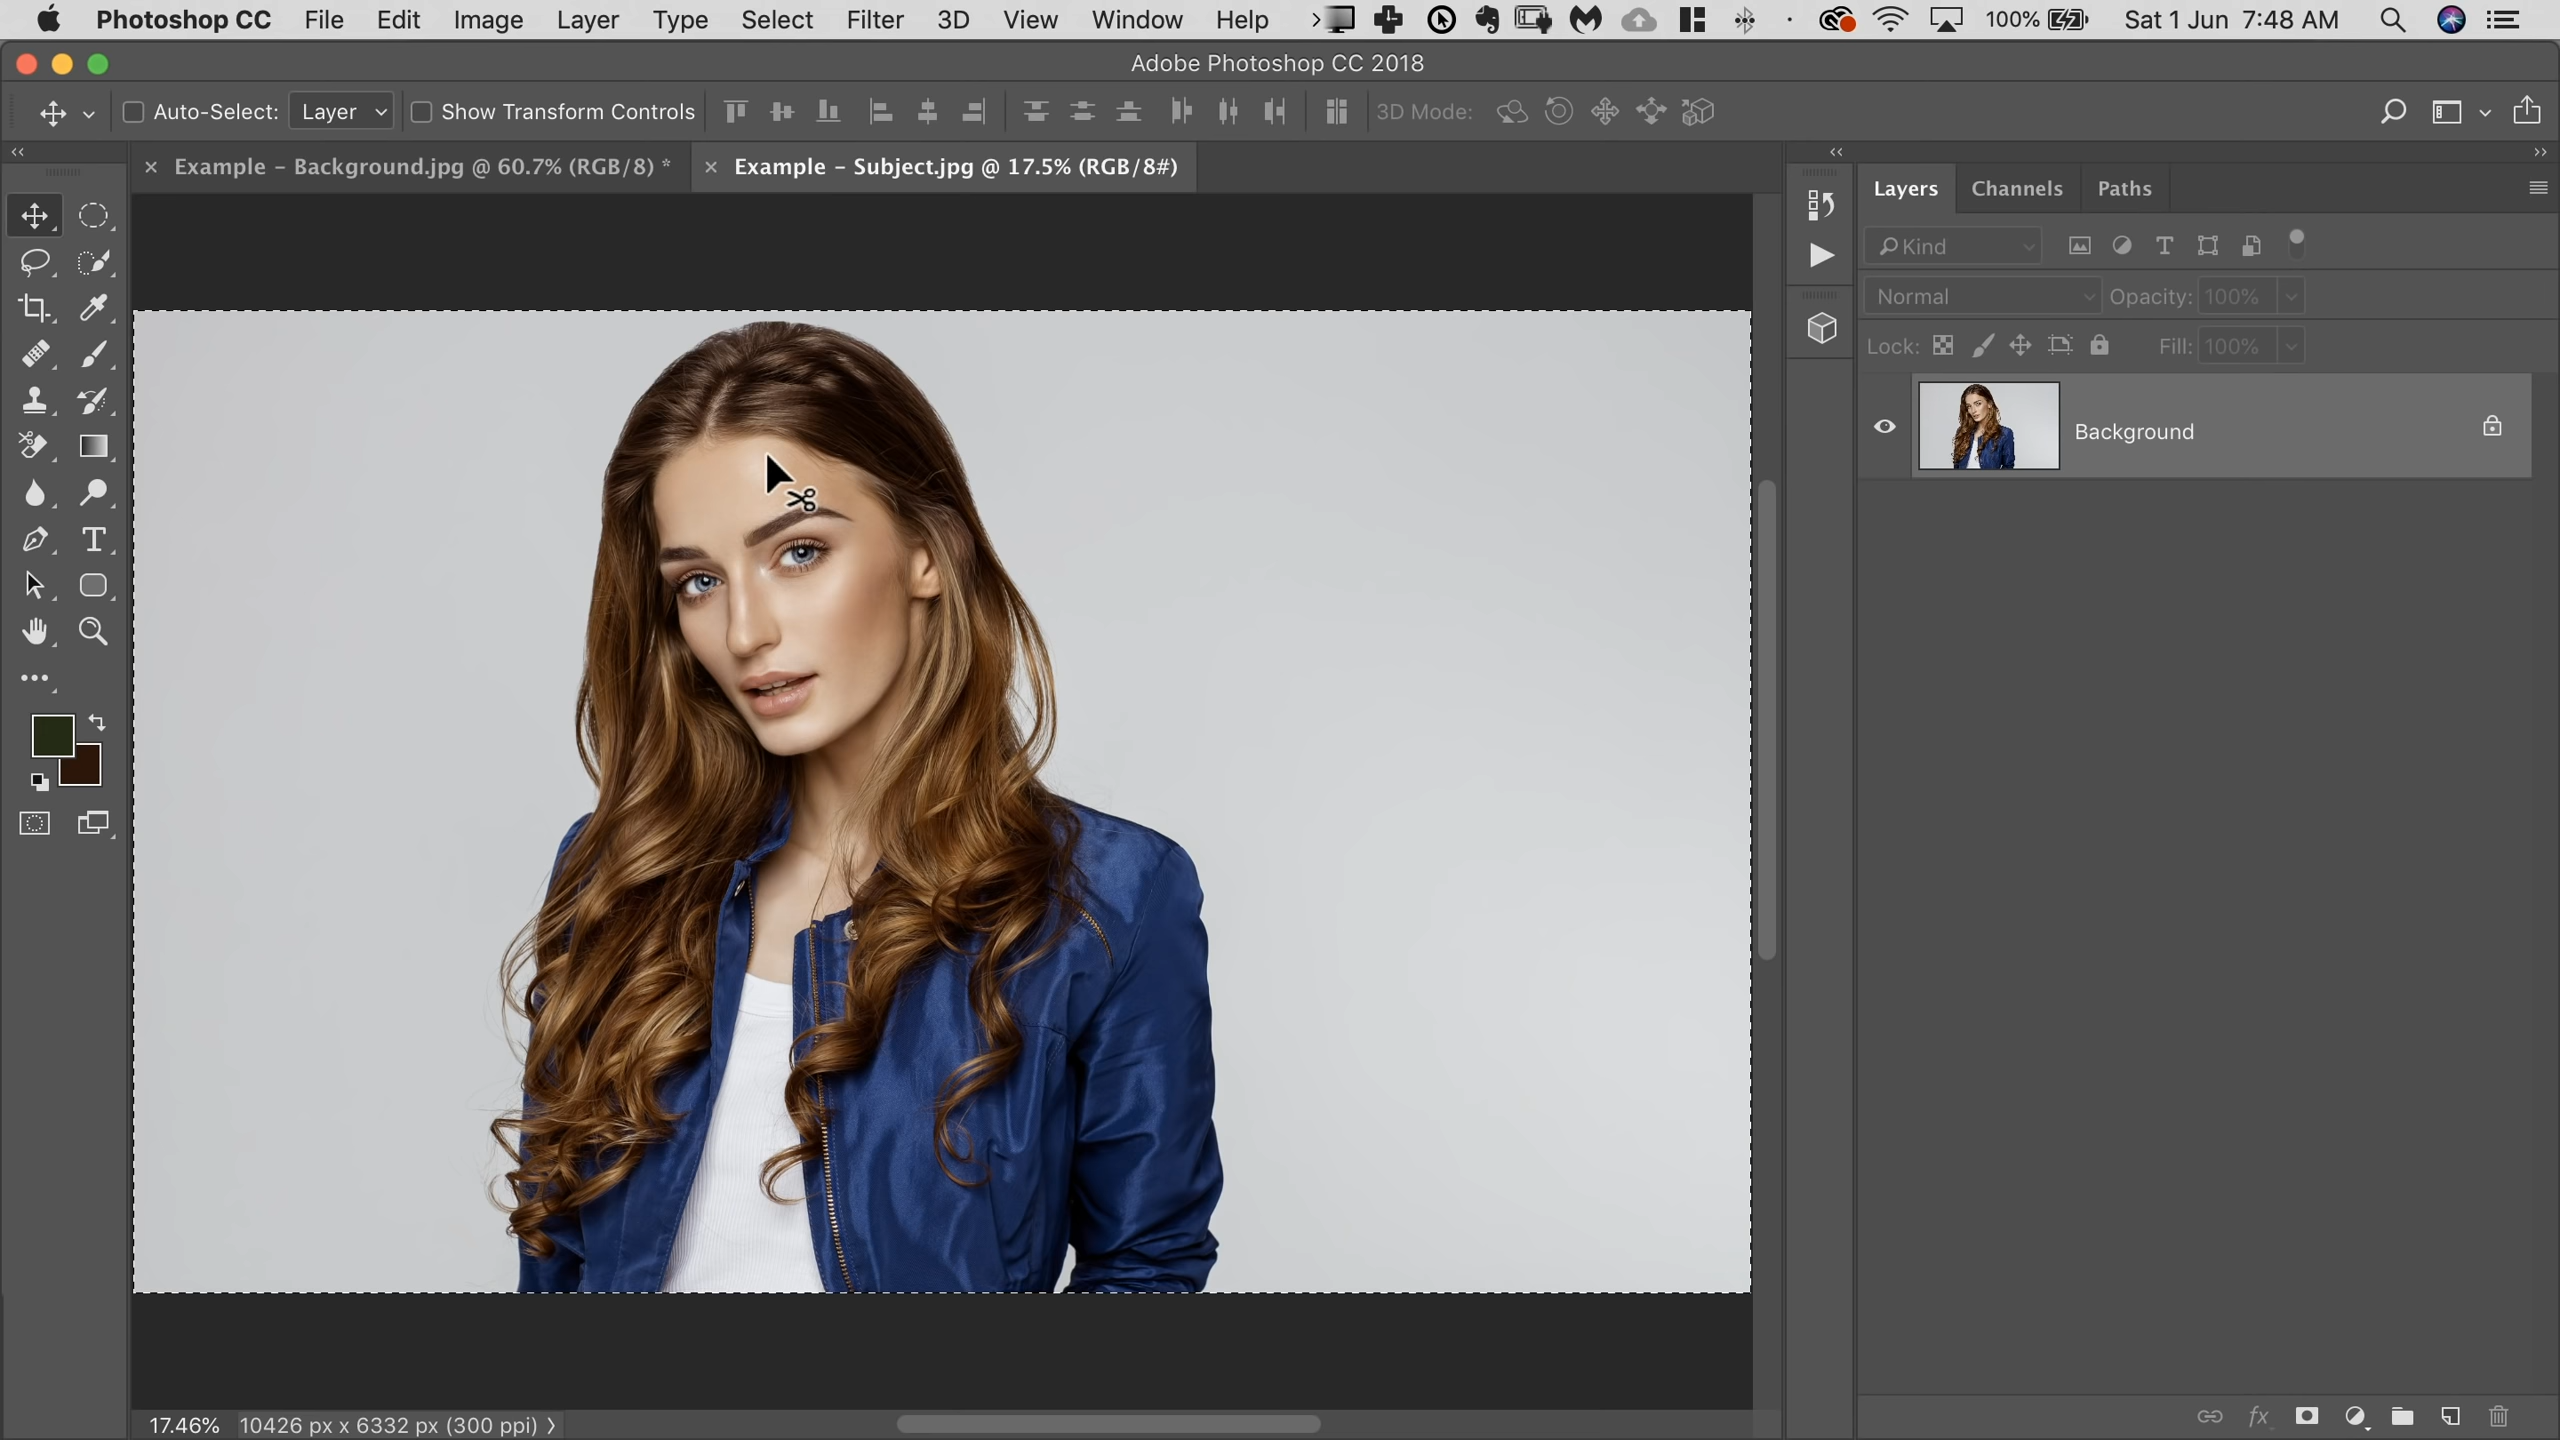 Photoshop CC File Edit Image Layer Type Select Filter 3D View Window Help 100% Sat 1 Jun 7:48 AM
Adobe Photoshop CC 2018
Auto-Select: Layer Show Transform Controls 3D Mode:
Example – Background.jpg @ 60.7% (RGB/8) * Example – Subject.jpg @ 17.5% (RGB/8#)
Layers Channels Paths
Kind
Normal Opacity: 100%
Lock: Fill: 100%
Background
17.46% 10426 px x 6332 px (300 ppi)
fx